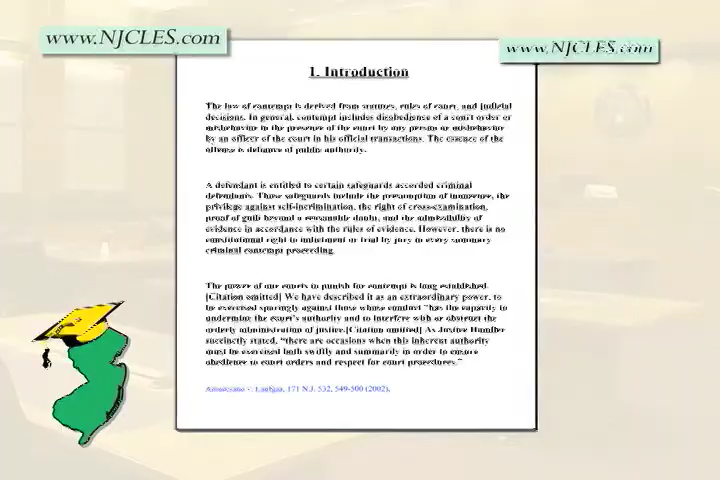 www.NJCLES.com
www.NJCLES.com
1. Introduction
The law of contempt is derived from statutes, rules of court, and judicial
decisions. In general, contempt includes disobedience of a court order or
misbehavior in the presence of the court by any person or misbehavior
by an officer of the court in his official transactions. The essence of the
offense is defiance of public authority.
A defendant is entitled to certain safeguards accorded criminal
defendants. These safeguards include the presumption of innocence, the
privilege against self-incrimination, the right of cross-examination,
proof of guilt beyond a reasonable doubt, and the admissibility of
evidence in accordance with the rules of evidence. However, there is no
constitutional right to indictment or trial by jury in every summary
criminal contempt proceeding.
The power of our courts to punish for contempt is long established.
[Citation omitted] We have described it as an extraordinary power, to
be exercised sparingly against those whose conduct "has the capacity to
undermine the court's authority and to interfere with or obstruct the
orderly administration of justice.[Citation omitted] As Justice Handler
succinctly stated, "there are occasions when this inherent authority
must be exercised both swiftly and summarily in order to ensure
obedience to court orders and respect for court procedures."
171 N.J. 532, 549-500 (2002).